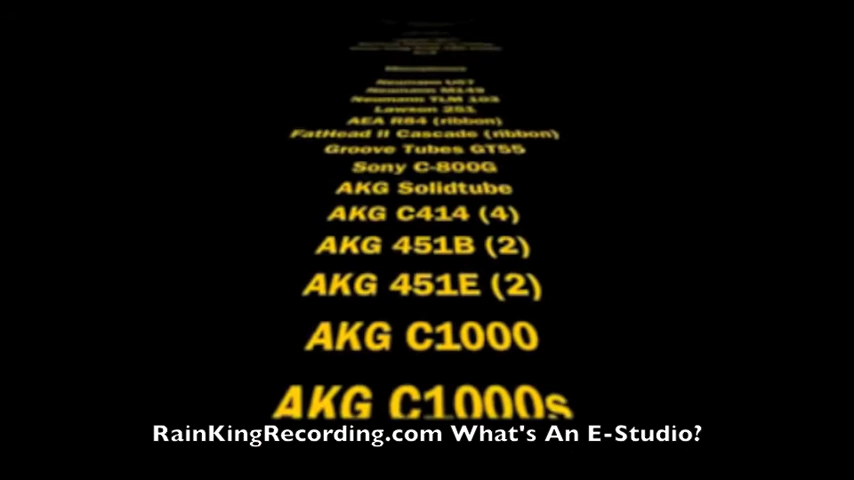 Microphones
Neumann U87
Neumann M149
Neumann TLM 103
Lawson 251
AEA R84 (ribbon)
FatHead II Cascade (ribbon)
Groove Tubes GT55
Sony C-800G
AKG Solidtube
AKG C414 (4)
AKG 451B (2)
AKG 451E (2)
AKG C1000
AKG C1000s
RainKingRecording.com What's An E-Studio?